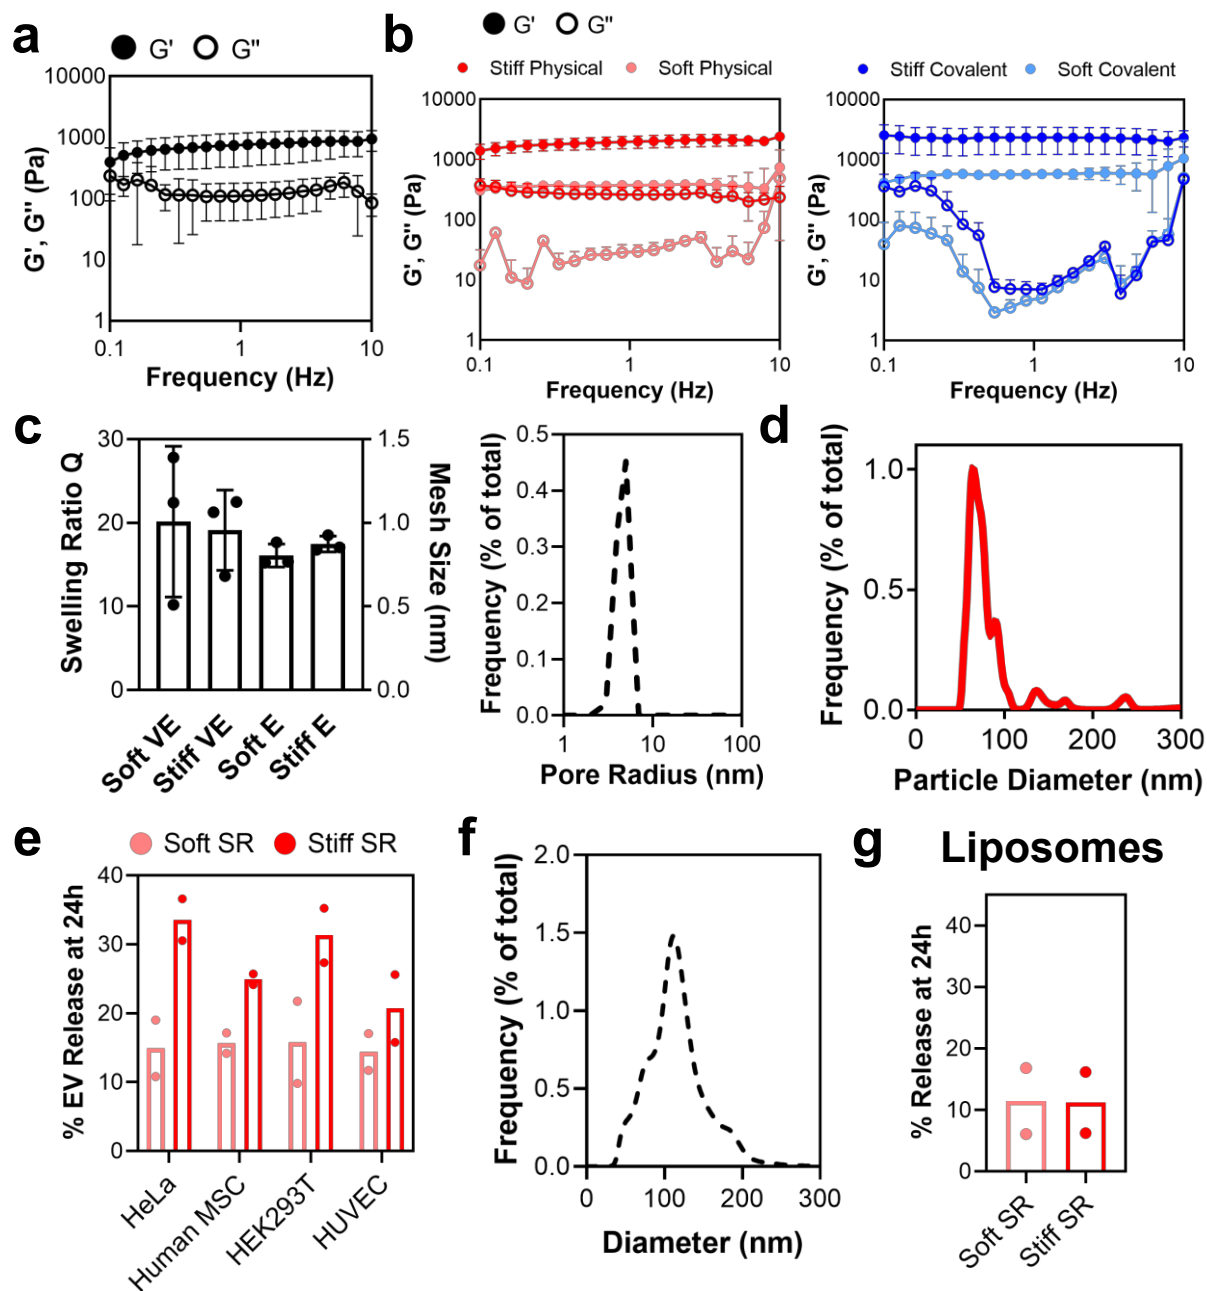 a
G' G"
10000
1000
100
10
1
G', G" (Pa)
0.1 1 10
Frequency (Hz)
b
G' G"
Stiff Physical Soft Physical
10000
1000
100
10
1
G', G" (Pa)
0.1 1 10
Frequency (Hz)
Stiff Covalent Soft Covalent
10000
1000
100
10
1
G', G" (Pa)
0.1 1 10
Frequency (Hz)
c
30
20
10
0
Swelling Ratio Q
1.5
1.0
0.5
0.0
Mesh Size (nm)
Soft VE
Stiff VE
Soft E
Stiff E
0.5
0.4
0.3
0.2
0.1
0.0
Frequency (% of total)
1 10 100
Pore Radius (nm)
d
1.0
0.5
0.0
Frequency (% of total)
0 100 200 300
Particle Diameter (nm)
e
Soft SR Stiff SR
40
30
20
10
0
% EV Release at 24h
HeLa
Human MSC
HEK293T
HUVEC
f
2.0
1.5
1.0
0.5
0.0
Frequency (% of total)
0 100 200 300
Diameter (nm)
g
Liposomes
40
30
20
10
0
% Release at 24h
Soft SR
Stiff SR